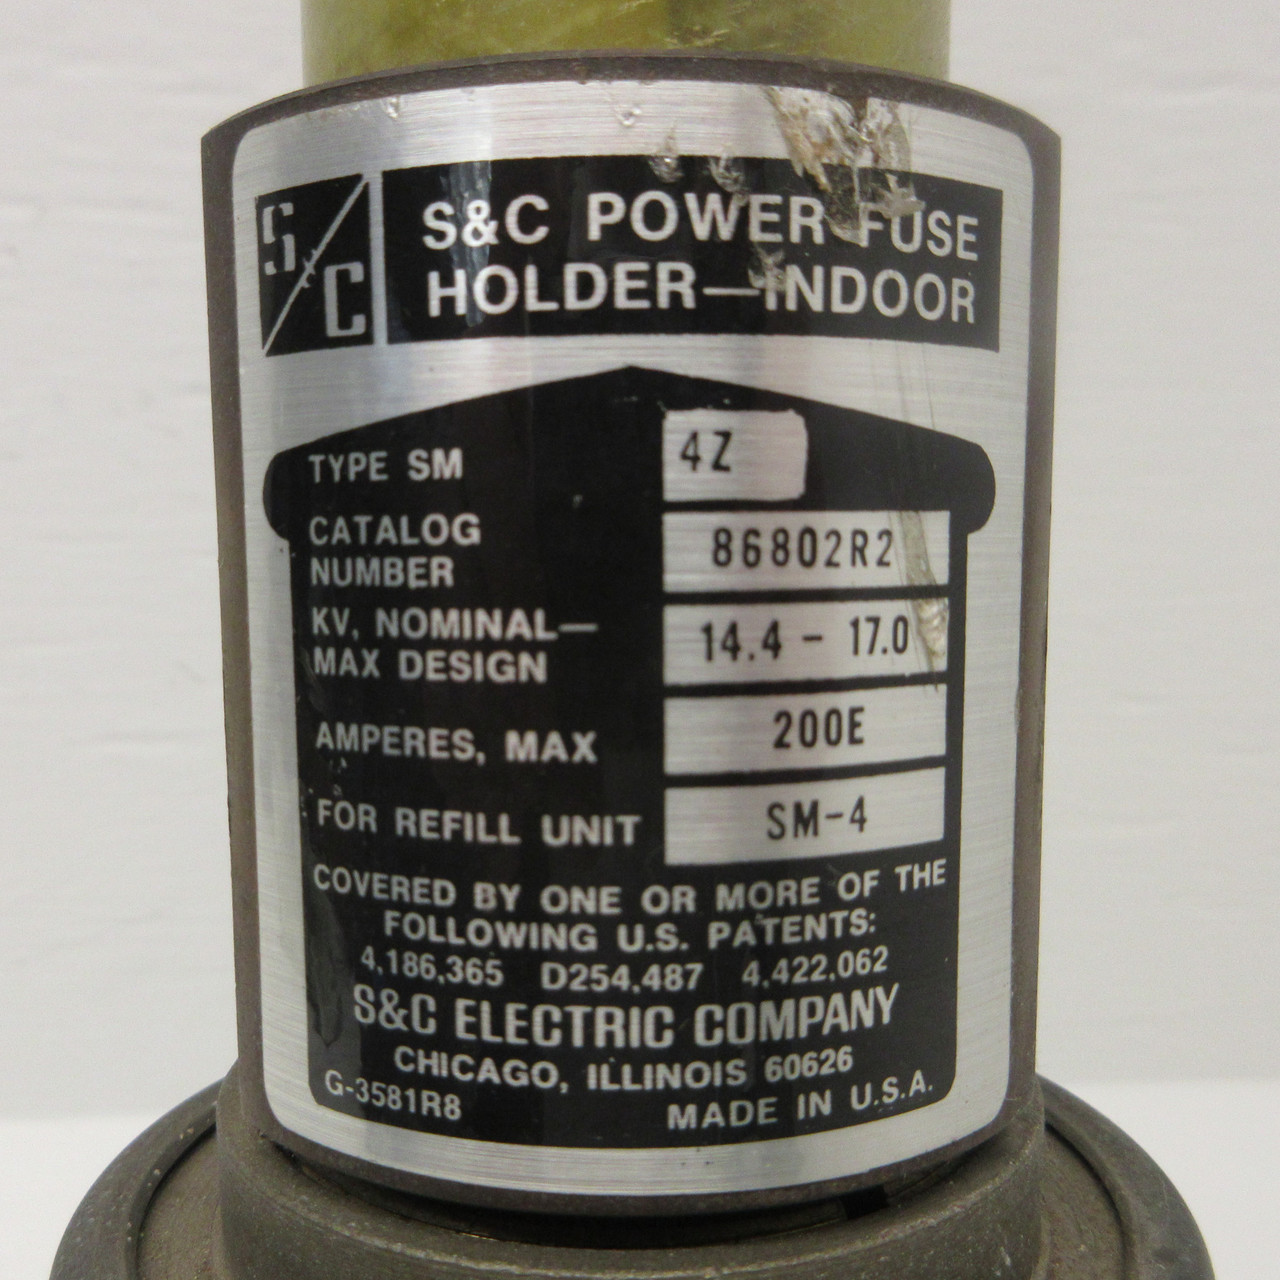 S/C
S&C POWER FUSE
HOLDER—INDOOR
TYPE SM 4Z
CATALOG
NUMBER 86802R2
KV, NOMINAL—
MAX DESIGN 14.4 - 17.0
AMPERES, MAX 200E
FOR REFILL UNIT SM-4
COVERED BY ONE OR MORE OF THE
FOLLOWING U.S. PATENTS:
4,186,365 D254,487 4,422,062
S&C ELECTRIC COMPANY
CHICAGO, ILLINOIS 60626
G-3581R8 MADE IN U.S.A.